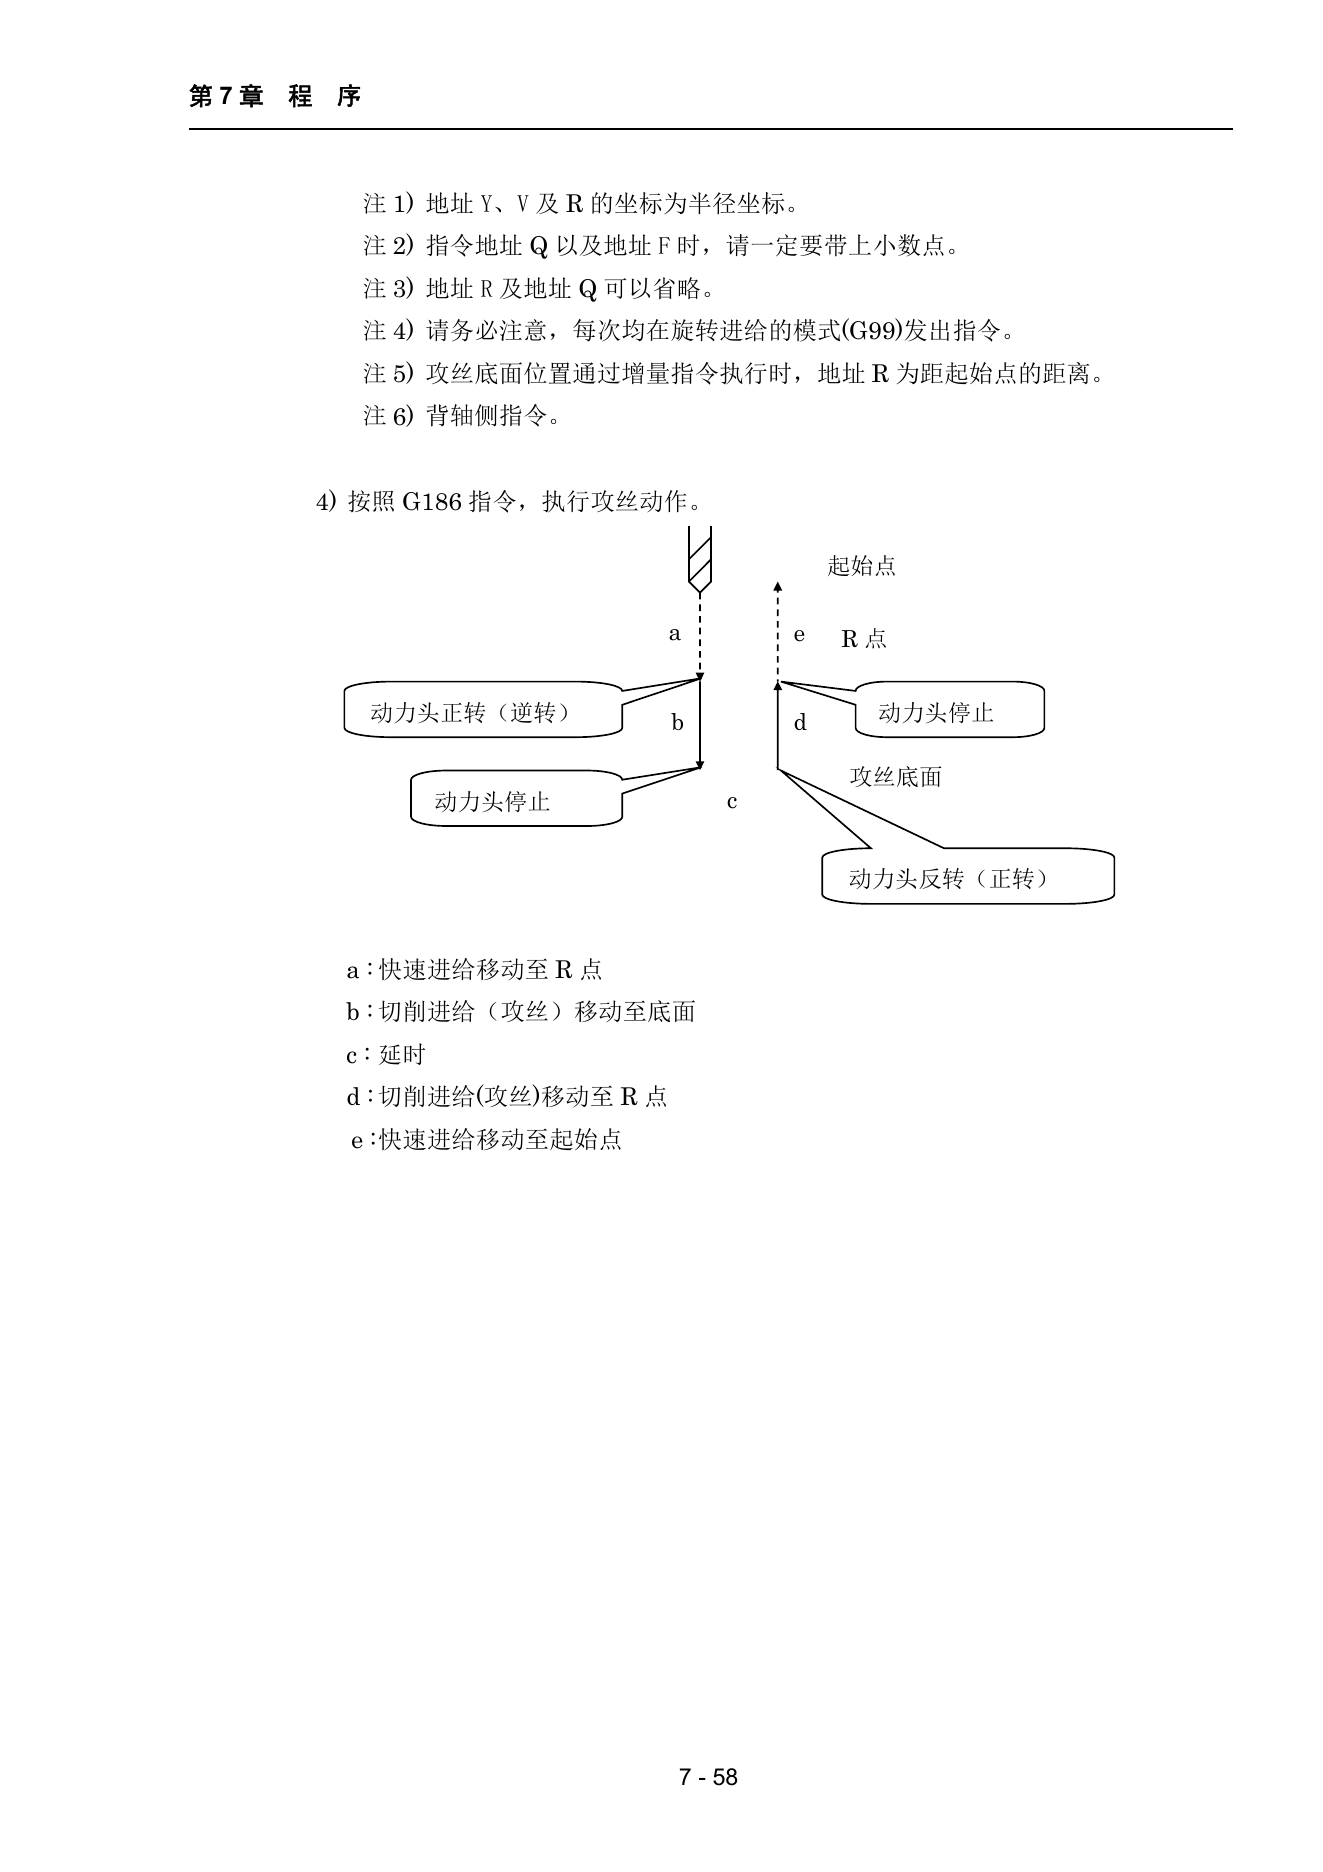 第 7 章　程　序
注 1) 地址 Y、V 及 R 的坐标为半径坐标。
注 2) 指令地址 Q 以及地址 F 时，请一定要带上小数点。
注 3) 地址 R 及地址 Q 可以省略。
注 4) 请务必注意，每次均在旋转进给的模式(G99)发出指令。
注 5) 攻丝底面位置通过增量指令执行时，地址 R 为距起始点的距离。
注 6) 背轴侧指令。
4) 按照 G186 指令，执行攻丝动作。
起始点
a
e
R 点
动力头正转（逆转）
b
d
动力头停止
攻丝底面
动力头停止
c
动力头反转（正转）
a：快速进给移动至 R 点
b：切削进给（攻丝）移动至底面
c：延时
d：切削进给(攻丝)移动至 R 点
e：快速进给移动至起始点
7 - 58